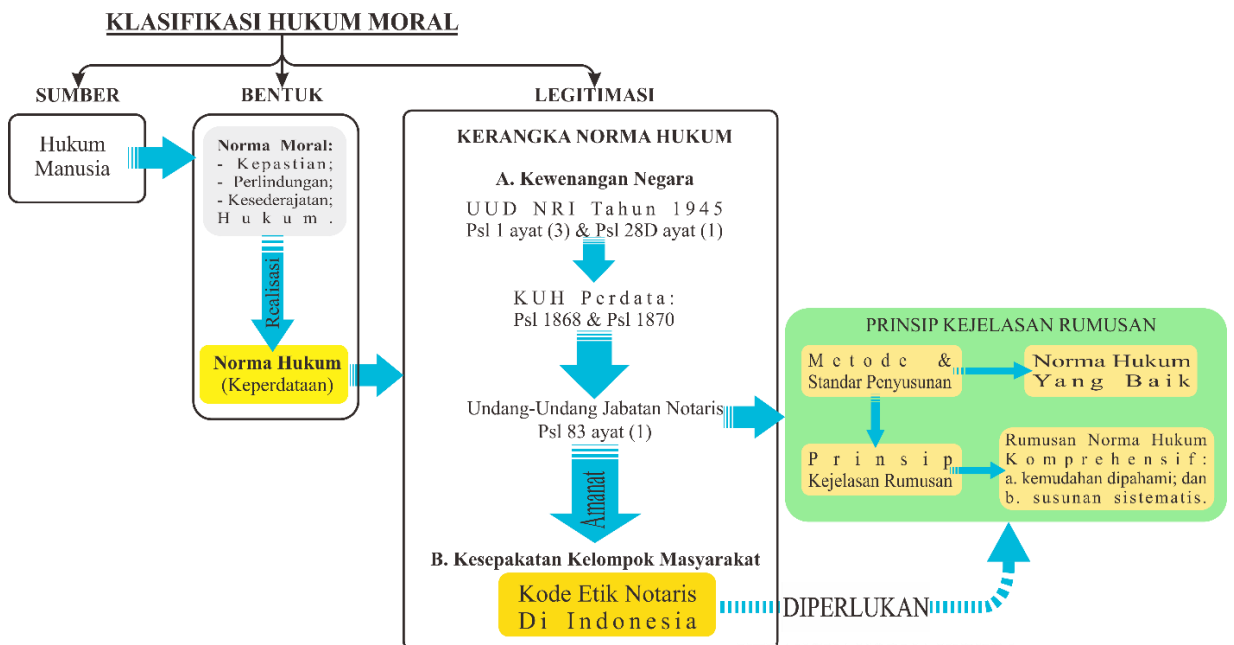 KLASIFIKASI HUKUM MORAL
SUMBER
Hukum
Manusia
BENTUK
Norma Moral:
- Kepastian;
- Perlindungan;
- Kesederajatan;
Hukum.
Realisasi
Norma Hukum
(Keperdataan)
LEGITIMASI
KERANGKA NORMA HUKUM
A. Kewenangan Negara
UUD NRI Tahun 1945
Psl 1 ayat (3) & Psl 28D ayat (1)
KUH Perdata:
Psl 1868 & Psl 1870
Undang-Undang Jabatan Notaris
Psl 83 ayat (1)
Amanat
B. Kesepakatan Kelompok Masyarakat
Kode Etik Notaris
Di Indonesia
DIPERLUKAN
PRINSIP KEJELASAN RUMUSAN
Metode &
Standar Penyusunan
Norma Hukum
Yang Baik
Prinsip
Kejelasan Rumusan
Rumusan Norma Hukum
Komprehensif:
a. kemudahan dipahami; dan
b. susunan sistematis.